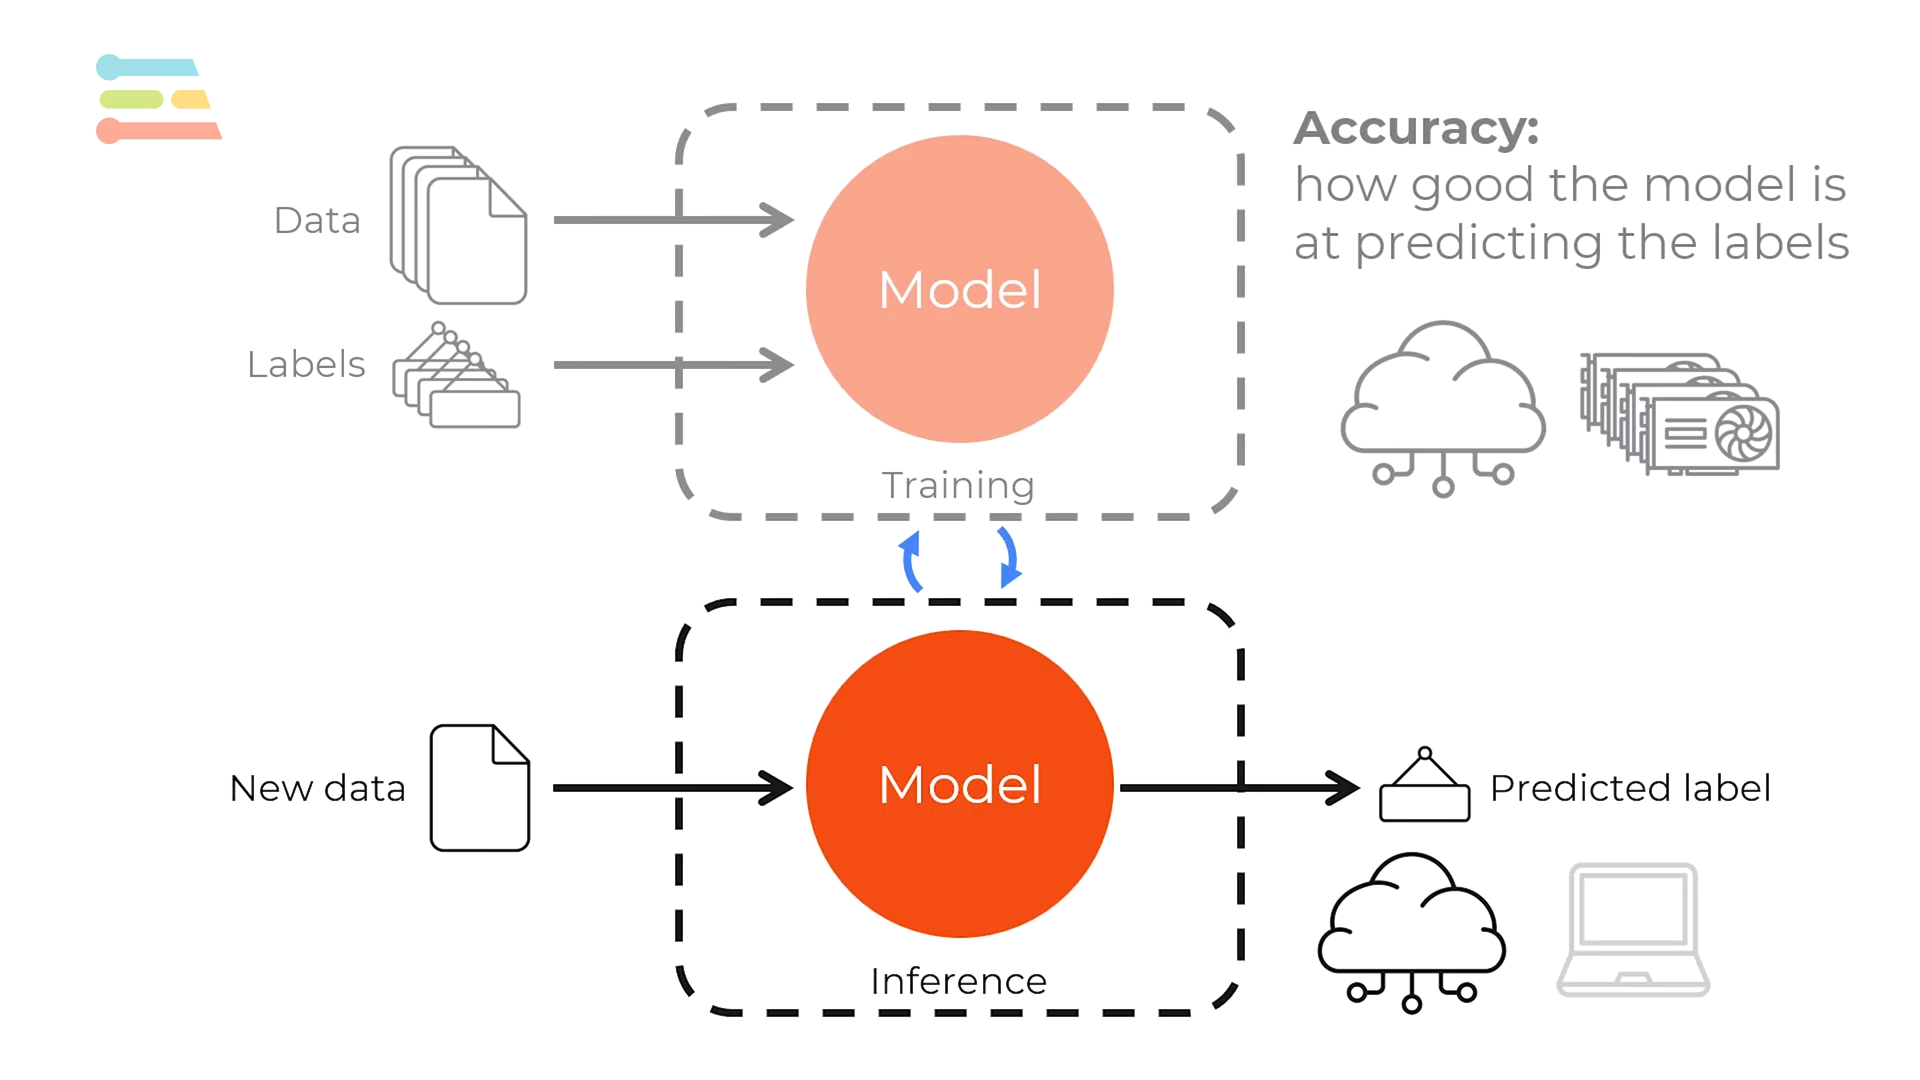 Accuracy:
how good the model is
at predicting the labels
Data
Labels
Model
Training
New data
Model
Predicted label
Inference